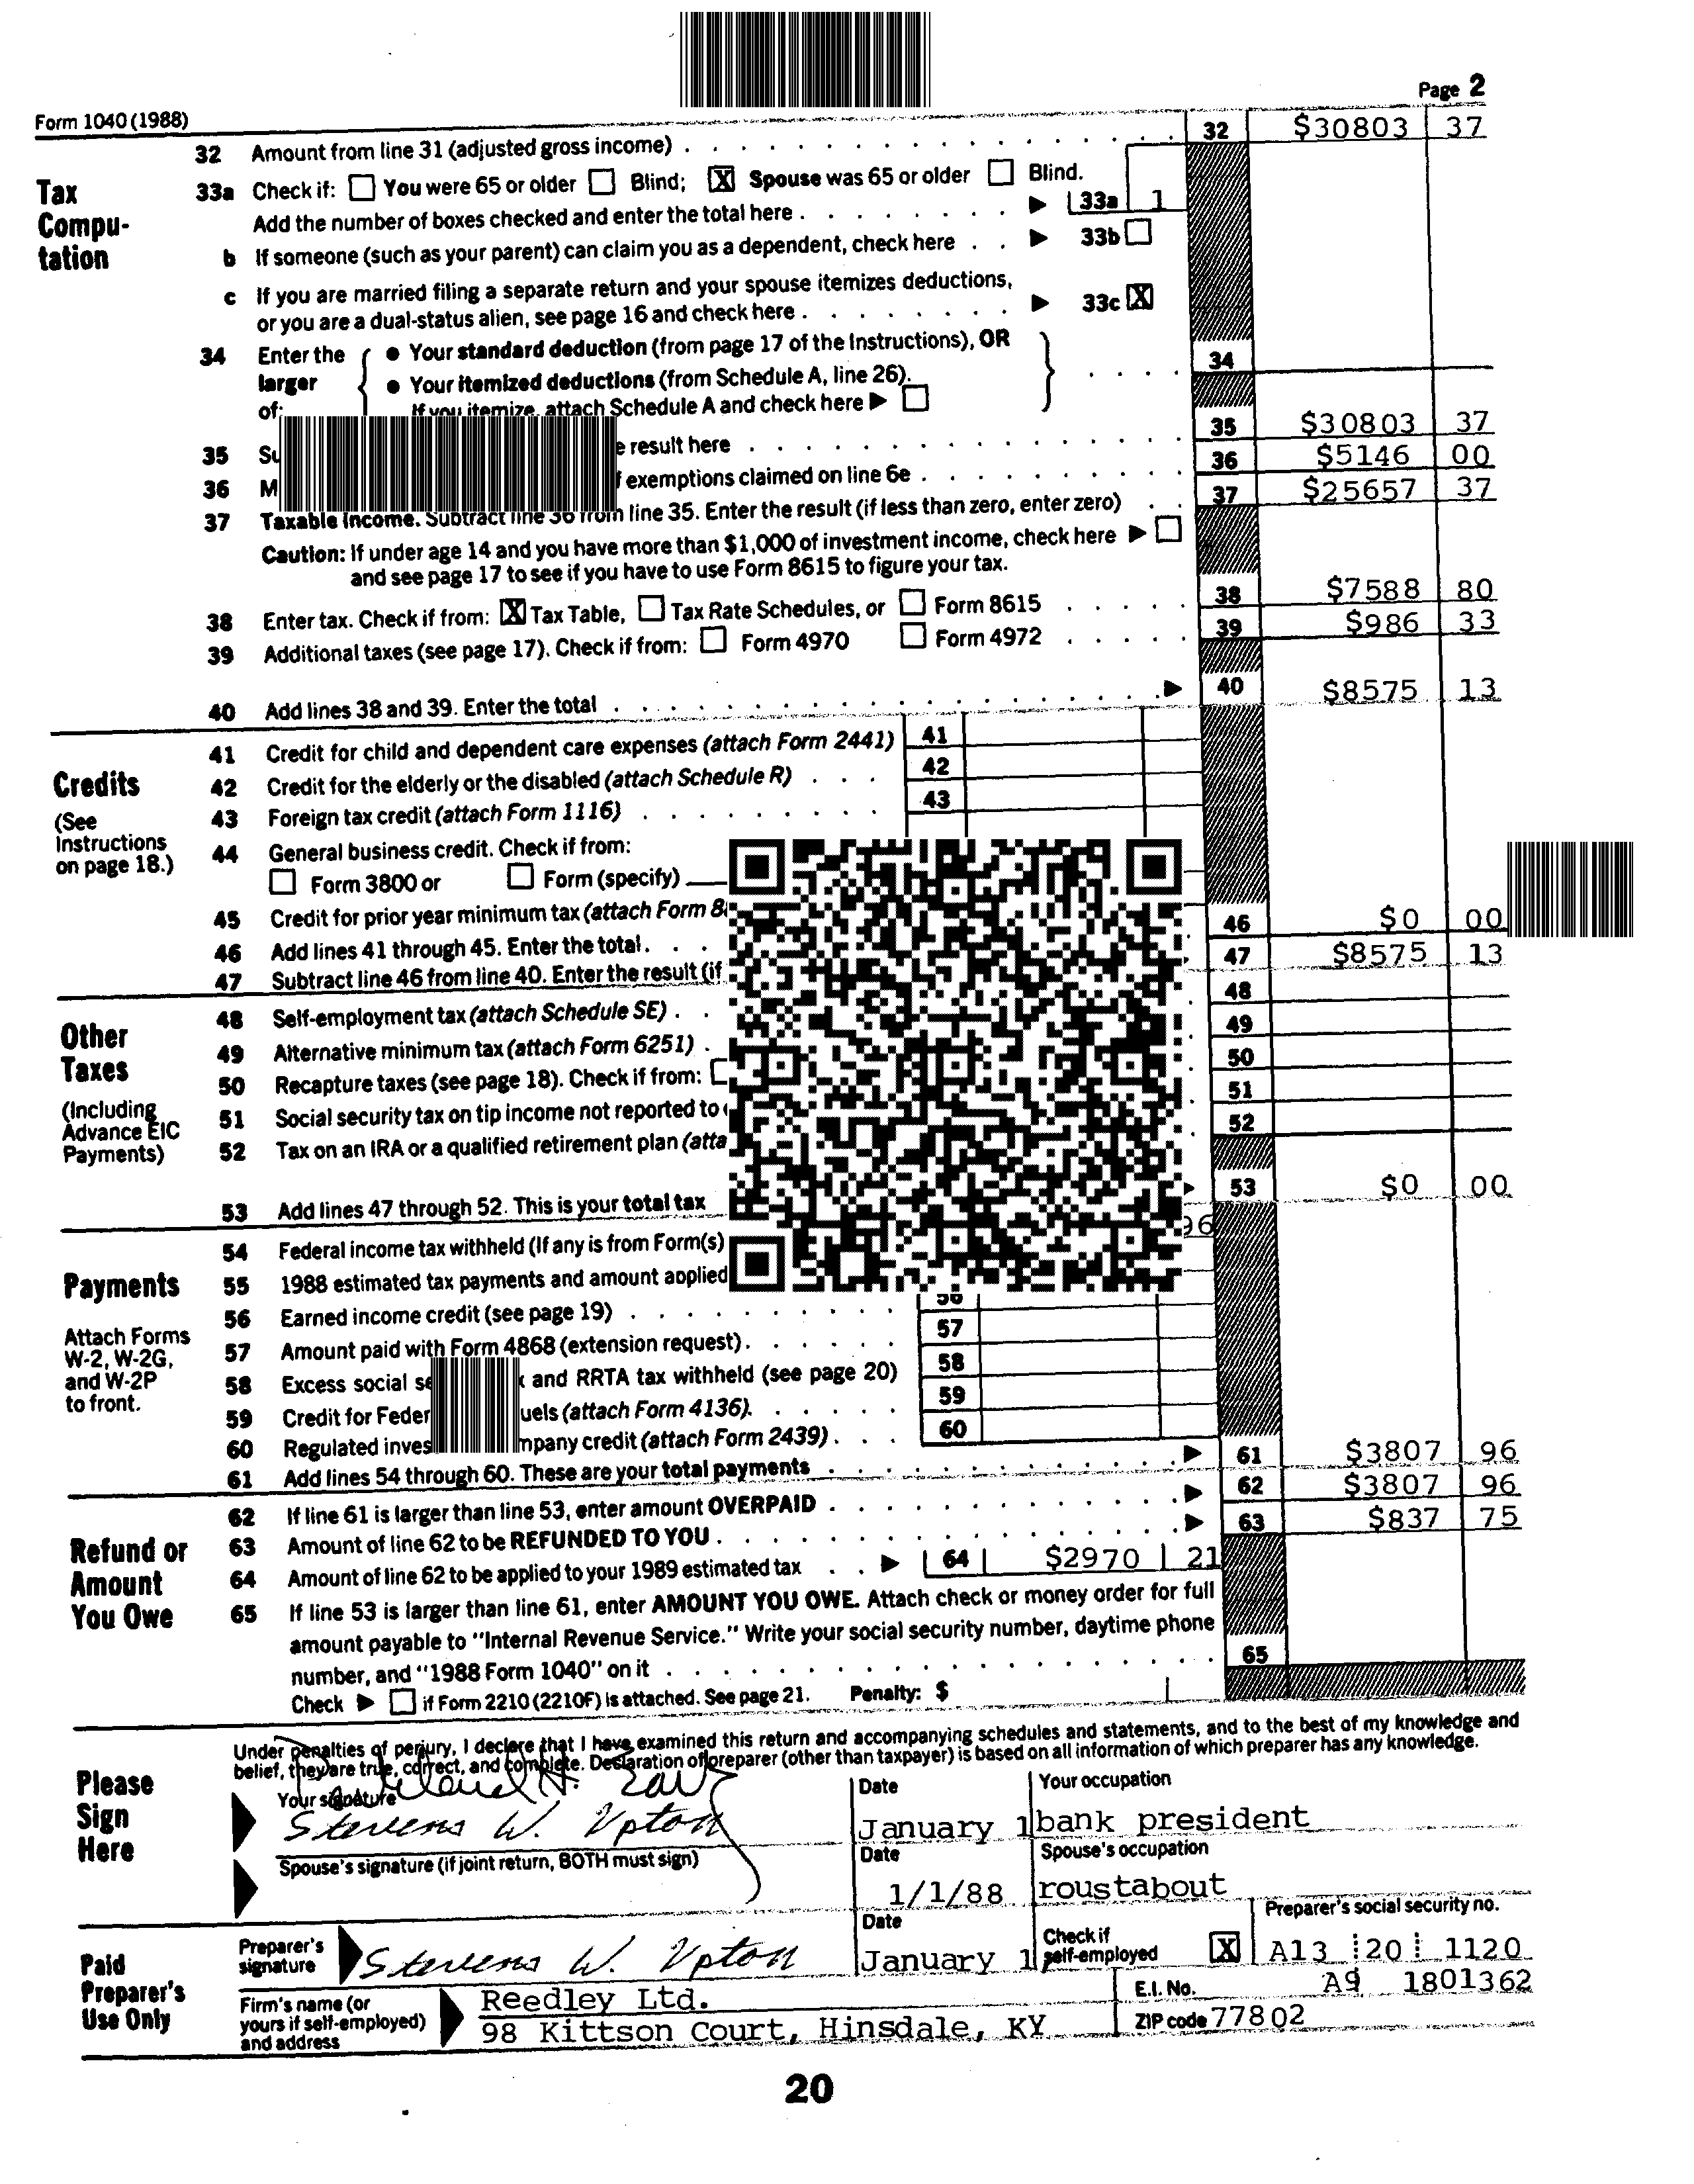 Page 2
Form 1040 (1988)
32 Amount from line 31 (adjusted gross income) 32 $30803 37
Tax Computation
33a Check if: You were 65 or older Blind; X Spouse was 65 or older Blind.
Add the number of boxes checked and enter the total here 33a 1
b If someone (such as your parent) can claim you as a dependent, check here 33b
c If you are married filing a separate return and your spouse itemizes deductions,
or you are a dual-status alien, see page 16 and check here 33c X
34 Enter the larger of:
• Your standard deduction (from page 17 of the Instructions), OR
• Your itemized deductions (from Schedule A, line 26).
If you itemize, attach Schedule A and check here
34
35 e result here 35 $30803 37
36 exemptions claimed on line 6e 36 $5146 00
37 Taxable income. Subtract line 36 from line 35. Enter the result (if less than zero, enter zero) 37 $25657 37
Caution: If under age 14 and you have more than $1,000 of investment income, check here
and see page 17 to see if you have to use Form 8615 to figure your tax.
38 Enter tax. Check if from: X Tax Table, Tax Rate Schedules, or Form 8615 38 $7588 80
39 Additional taxes (see page 17). Check if from: Form 4970 Form 4972 39 $986 33
40 Add lines 38 and 39. Enter the total 40 $8575 13
Credits
(See Instructions on page 18.)
41 Credit for child and dependent care expenses (attach Form 2441) 41
42 Credit for the elderly or the disabled (attach Schedule R) 42
43 Foreign tax credit (attach Form 1116) 43
44 General business credit. Check if from:
Form 3800 or Form (specify)
45 Credit for prior year minimum tax (attach Form
46 Add lines 41 through 45. Enter the total. 46 $0 00
47 Subtract line 46 from line 40. Enter the result (if 47 $8575 13
Other Taxes
(Including Advance EIC Payments)
48 Self-employment tax (attach Schedule SE) 48
49 Alternative minimum tax (attach Form 6251) 49
50 Recapture taxes (see page 18). Check if from: 50
51 Social security tax on tip income not reported to 51
52 Tax on an IRA or a qualified retirement plan (atta 52
53 Add lines 47 through 52. This is your total tax 53 $0 00
Payments
Attach Forms W-2, W-2G, and W-2P to front.
54 Federal income tax withheld (If any is from Form(s) 96
55 1988 estimated tax payments and amount applied
56 Earned income credit (see page 19) 56
57 Amount paid with Form 4868 (extension request) 57
58 Excess social and RRTA tax withheld (see page 20) 58
59 Credit for Feder uels (attach Form 4136) 59
60 Regulated inves mpany credit (attach Form 2439) 60
61 Add lines 54 through 60. These are your total payments 61 $3807 96
Refund or Amount You Owe
62 If line 61 is larger than line 53, enter amount OVERPAID 62 $3807 96
63 Amount of line 62 to be REFUNDED TO YOU 63 $837 75
64 Amount of line 62 to be applied to your 1989 estimated tax 64 $2970 21
65 If line 53 is larger than line 61, enter AMOUNT YOU OWE. Attach check or money order for full
amount payable to "Internal Revenue Service." Write your social security number, daytime phone
number, and "1988 Form 1040" on it 65
Check if Form 2210 (2210F) is attached. See page 21. Penalty: $
Please Sign Here
Under penalties of perjury, I declare that I have examined this return and accompanying schedules and statements, and to the best of my knowledge and
belief, they are true, correct, and complete. Declaration of preparer (other than taxpayer) is based on all information of which preparer has any knowledge.
Your signature Date Your occupation
Stevens W. Upton January 1 bank president
Spouse's signature (if joint return, BOTH must sign) Date Spouse's occupation
1/1/88 roustabout
Paid Preparer's Use Only
Preparer's signature Stevens W. Upton Date January 1 Check if self-employed X Preparer's social security no. A13 20 1120
Firm's name (or yours if self-employed) and address
Reedley Ltd. E.I. No. A9 1801362
98 Kittson Court, Hinsdale, KY ZIP code 77802
20